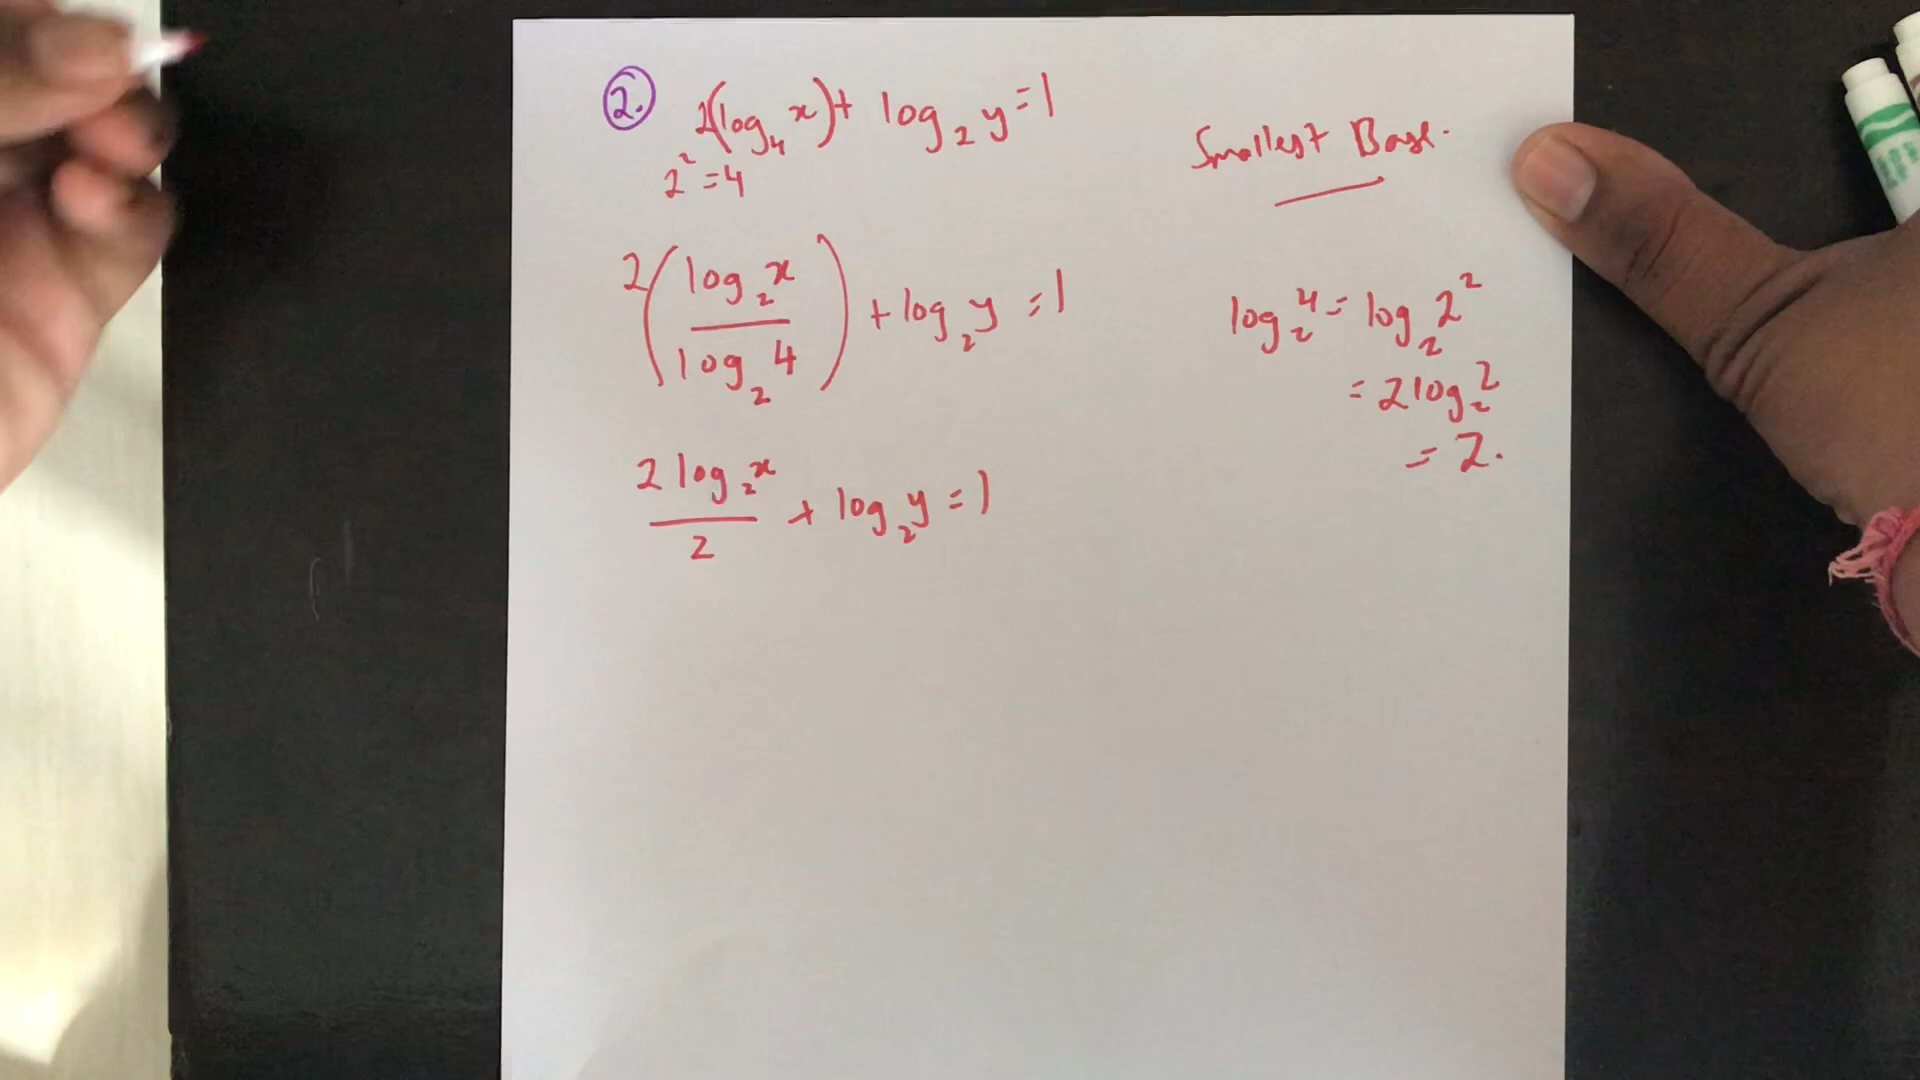 2. 2(log₄x) + log₂y = 1
2² = 4
Smallest Base.
2(log₂x / log₂4) + log₂y = 1
log₂4 = log₂2²
= 2log₂2
= 2.
2log₂x / 2 + log₂y = 1